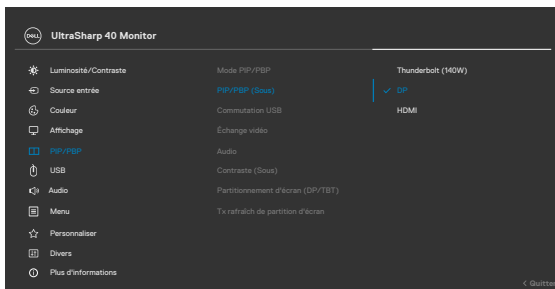 DELL UltraSharp 40 Monitor
Luminosité/Contraste Mode PIP/PBP Thunderbolt (140W)
Source entrée PIP/PBP (Sous) DP
Couleur Commutation USB HDMI
Affichage Échange vidéo
PIP/PBP Audio
USB Contraste (Sous)
Audio Partitionnement d'écran (DP/TBT)
Menu Tx rafraîch de partition d'écran
Personnaliser
Divers
Plus d'informations
< Quitter